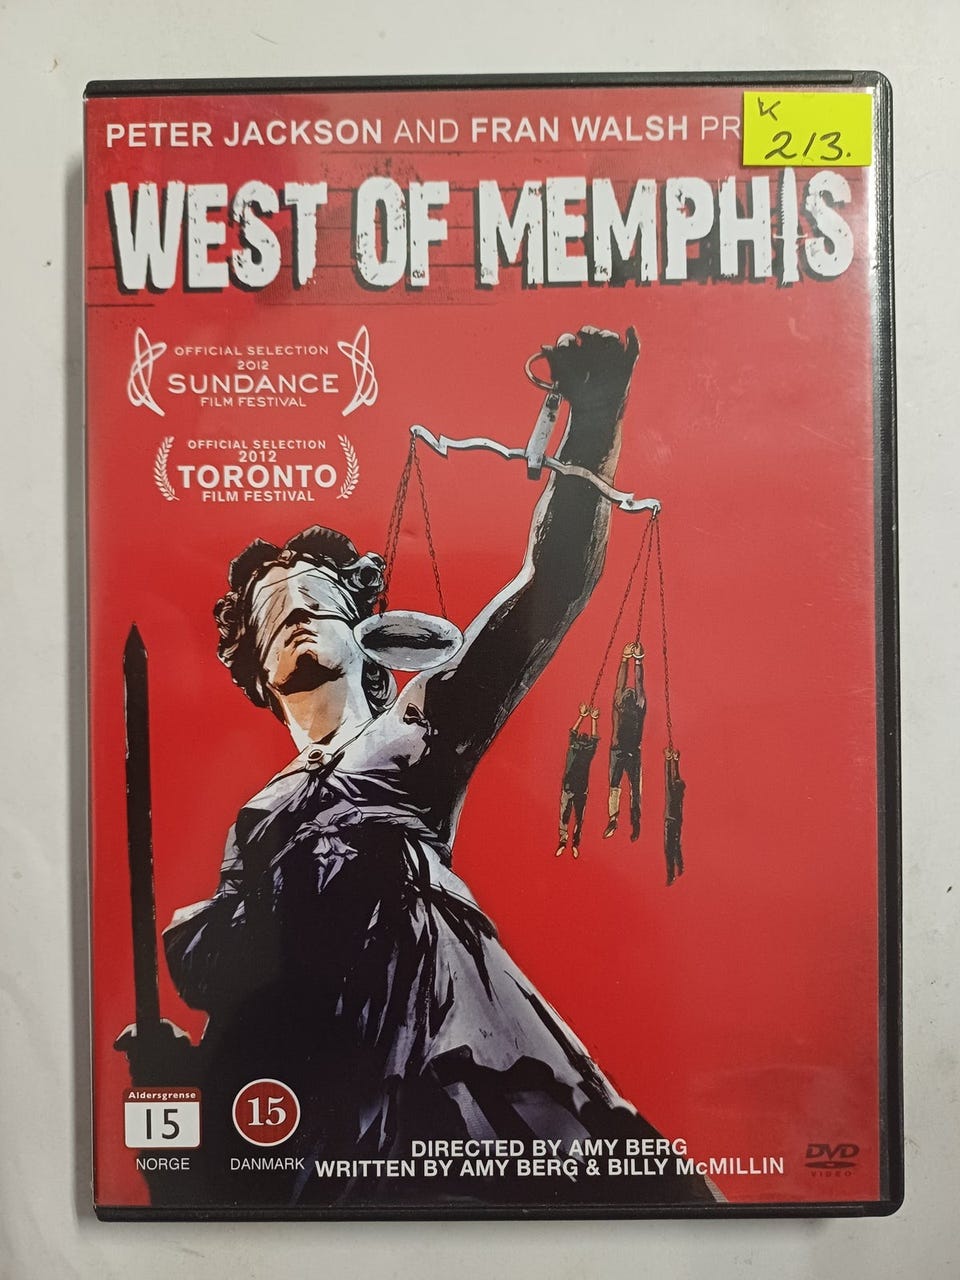 PETER JACKSON AND FRAN WALSH PR
K
213.
WEST OF MEMPHIS
OFFICIAL SELECTION
2012
SUNDANCE
FILM FESTIVAL
OFFICIAL SELECTION
2012
TORONTO
FILM FESTIVAL
Aldersgrense
15
NORGE
15
DANMARK
DIRECTED BY AMY BERG
WRITTEN BY AMY BERG & BILLY McMILLIN
DVD
VIDEO